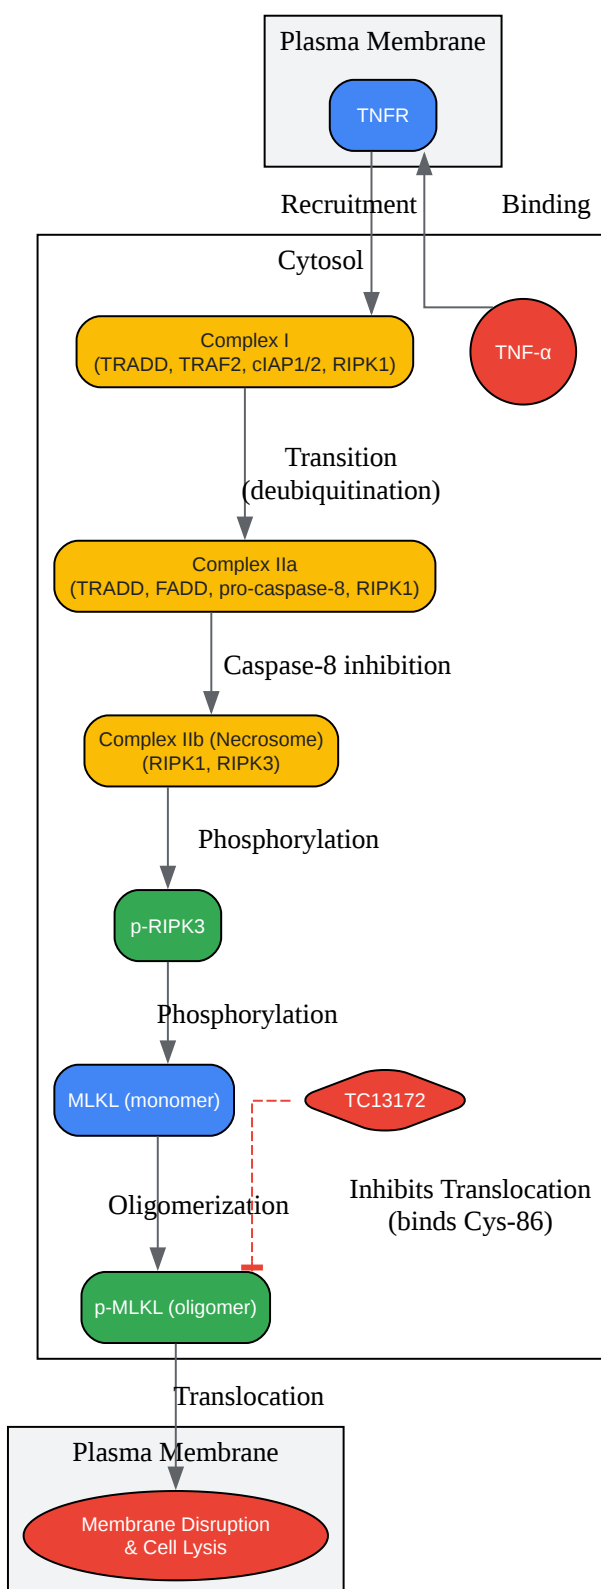 Plasma Membrane
TNFR
Recruitment
Binding
Cytosol
Complex I
(TRADD, TRAF2, cIAP1/2, RIPK1)
TNF-α
Transition
(deubiquitination)
Complex IIa
(TRADD, FADD, pro-caspase-8, RIPK1)
Caspase-8 inhibition
Complex IIb (Necrosome)
(RIPK1, RIPK3)
Phosphorylation
p-RIPK3
Phosphorylation
MLKL (monomer)
TC13172
Oligomerization
Inhibits Translocation
(binds Cys-86)
p-MLKL (oligomer)
Translocation
Plasma Membrane
Membrane Disruption
& Cell Lysis